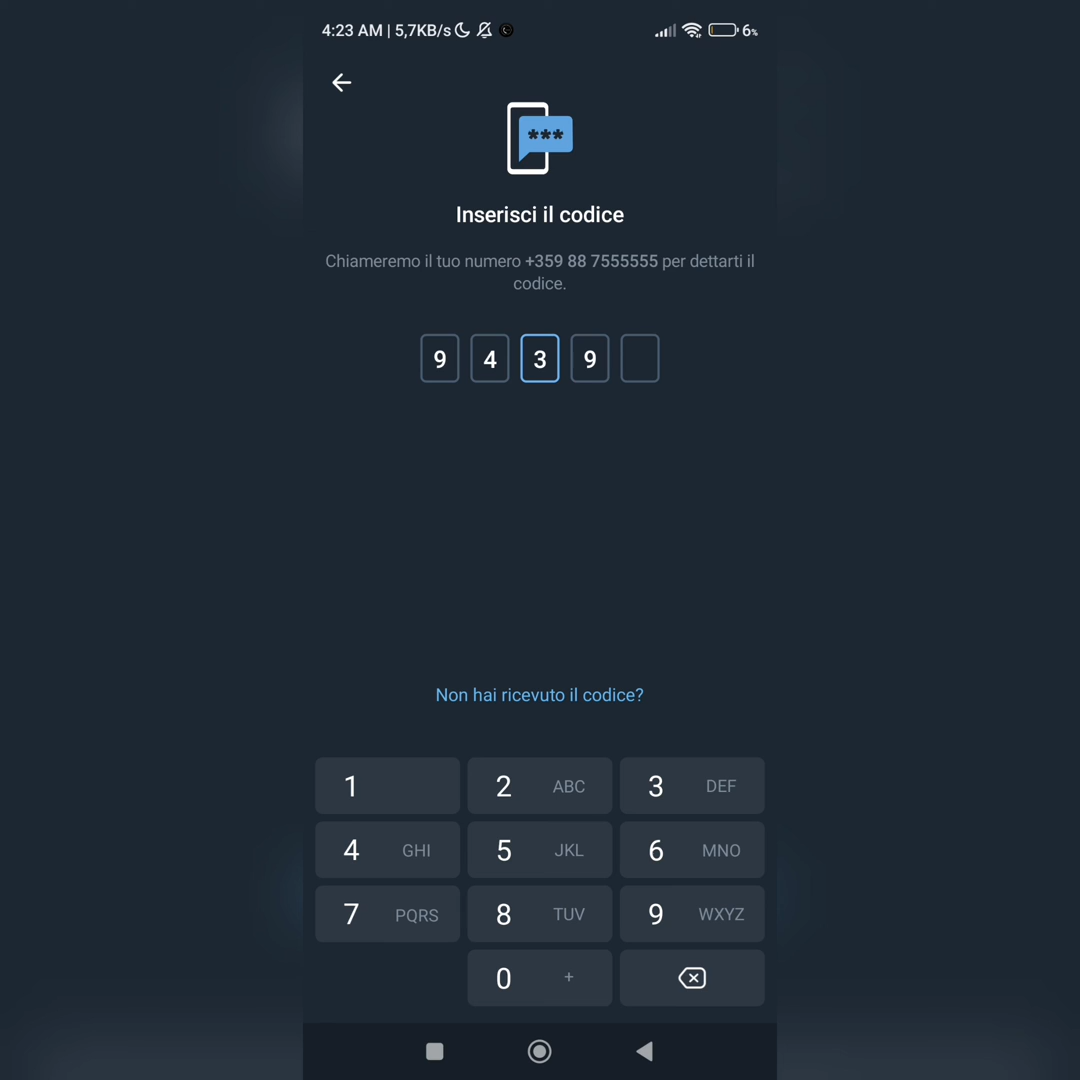 4:23 AM | 5,7KB/s 6%
***
Inserisci il codice
Chiameremo il tuo numero +359 88 7555555 per dettarti il
codice.
9 4 3 9
Non hai ricevuto il codice?
1 2 ABC 3 DEF
4 GHI 5 JKL 6 MNO
7 PQRS 8 TUV 9 WXYZ
0 +